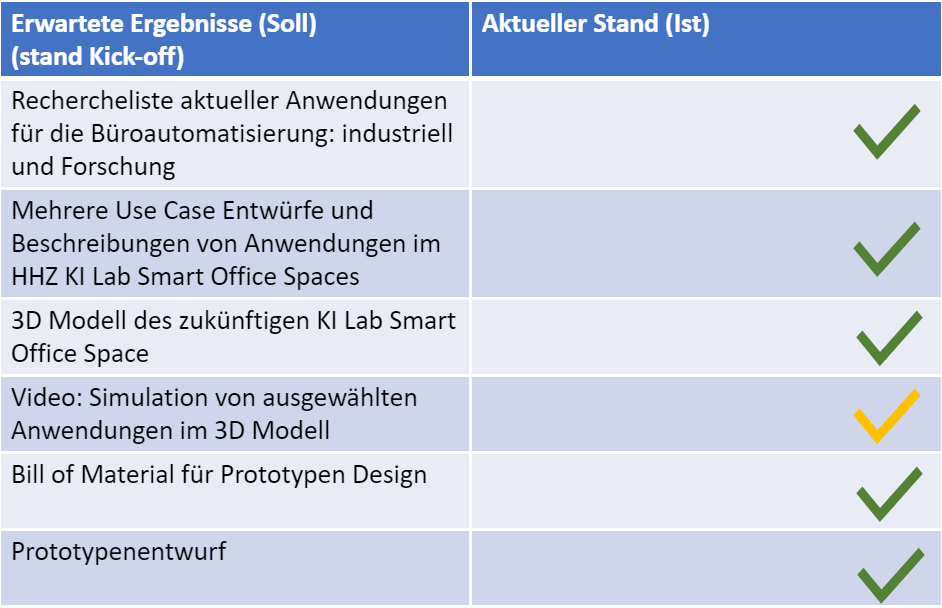 Erwartete Ergebnisse (Soll)
(stand Kick-off)
Aktueller Stand (Ist)
Rechercheliste aktueller Anwendungen
für die Büroautomatisierung: industriell
und Forschung
Mehrere Use Case Entwürfe und
Beschreibungen von Anwendungen im
HHZ KI Lab Smart Office Spaces
3D Modell des zukünftigen KI Lab Smart
Office Space
Video: Simulation von ausgewählten
Anwendungen im 3D Modell
Bill of Material für Prototypen Design
Prototypenentwurf